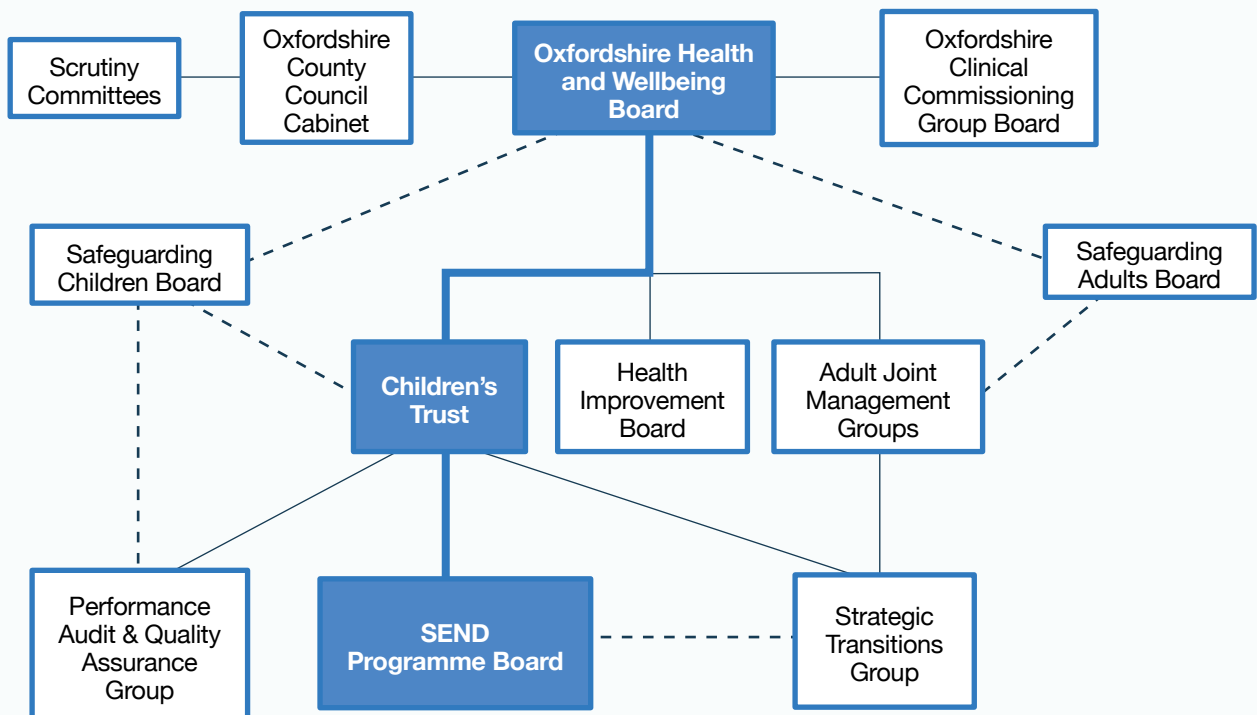 Scrutiny
Committees
Oxfordshire
County
Council
Cabinet
Oxfordshire Health
and Wellbeing
Board
Oxfordshire
Clinical
Commissioning
Group Board
Safeguarding
Children Board
Safeguarding
Adults Board
Children’s
Trust
Health
Improvement
Board
Adult Joint
Management
Groups
Performance
Audit & Quality
Assurance
Group
SEND
Programme Board
Strategic
Transitions
Group